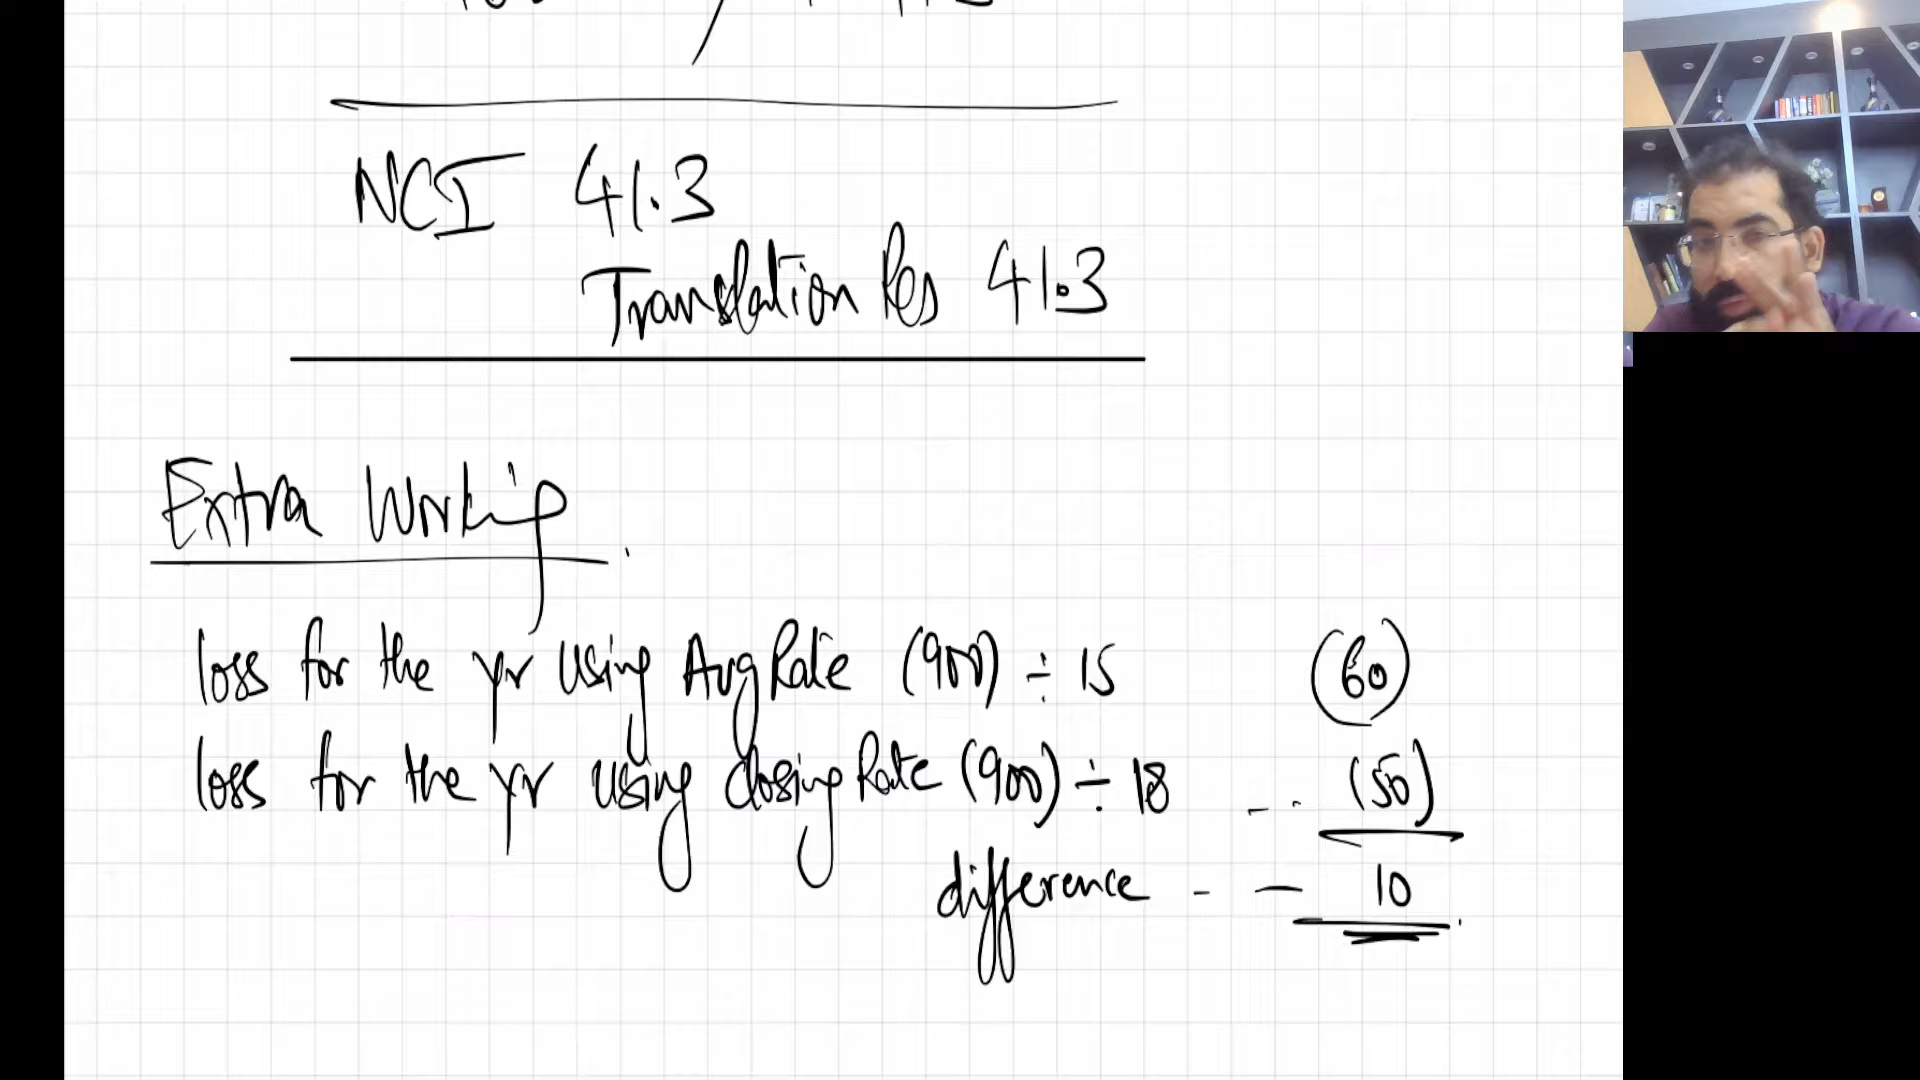 NCI 41.3
Translation Res 41.3
Extra Working.
loss for the yr using Avg Rate (900) ÷ 15 (60)
loss for the yr using closing Rate (900) ÷ 18 -- (50)
difference - - 10